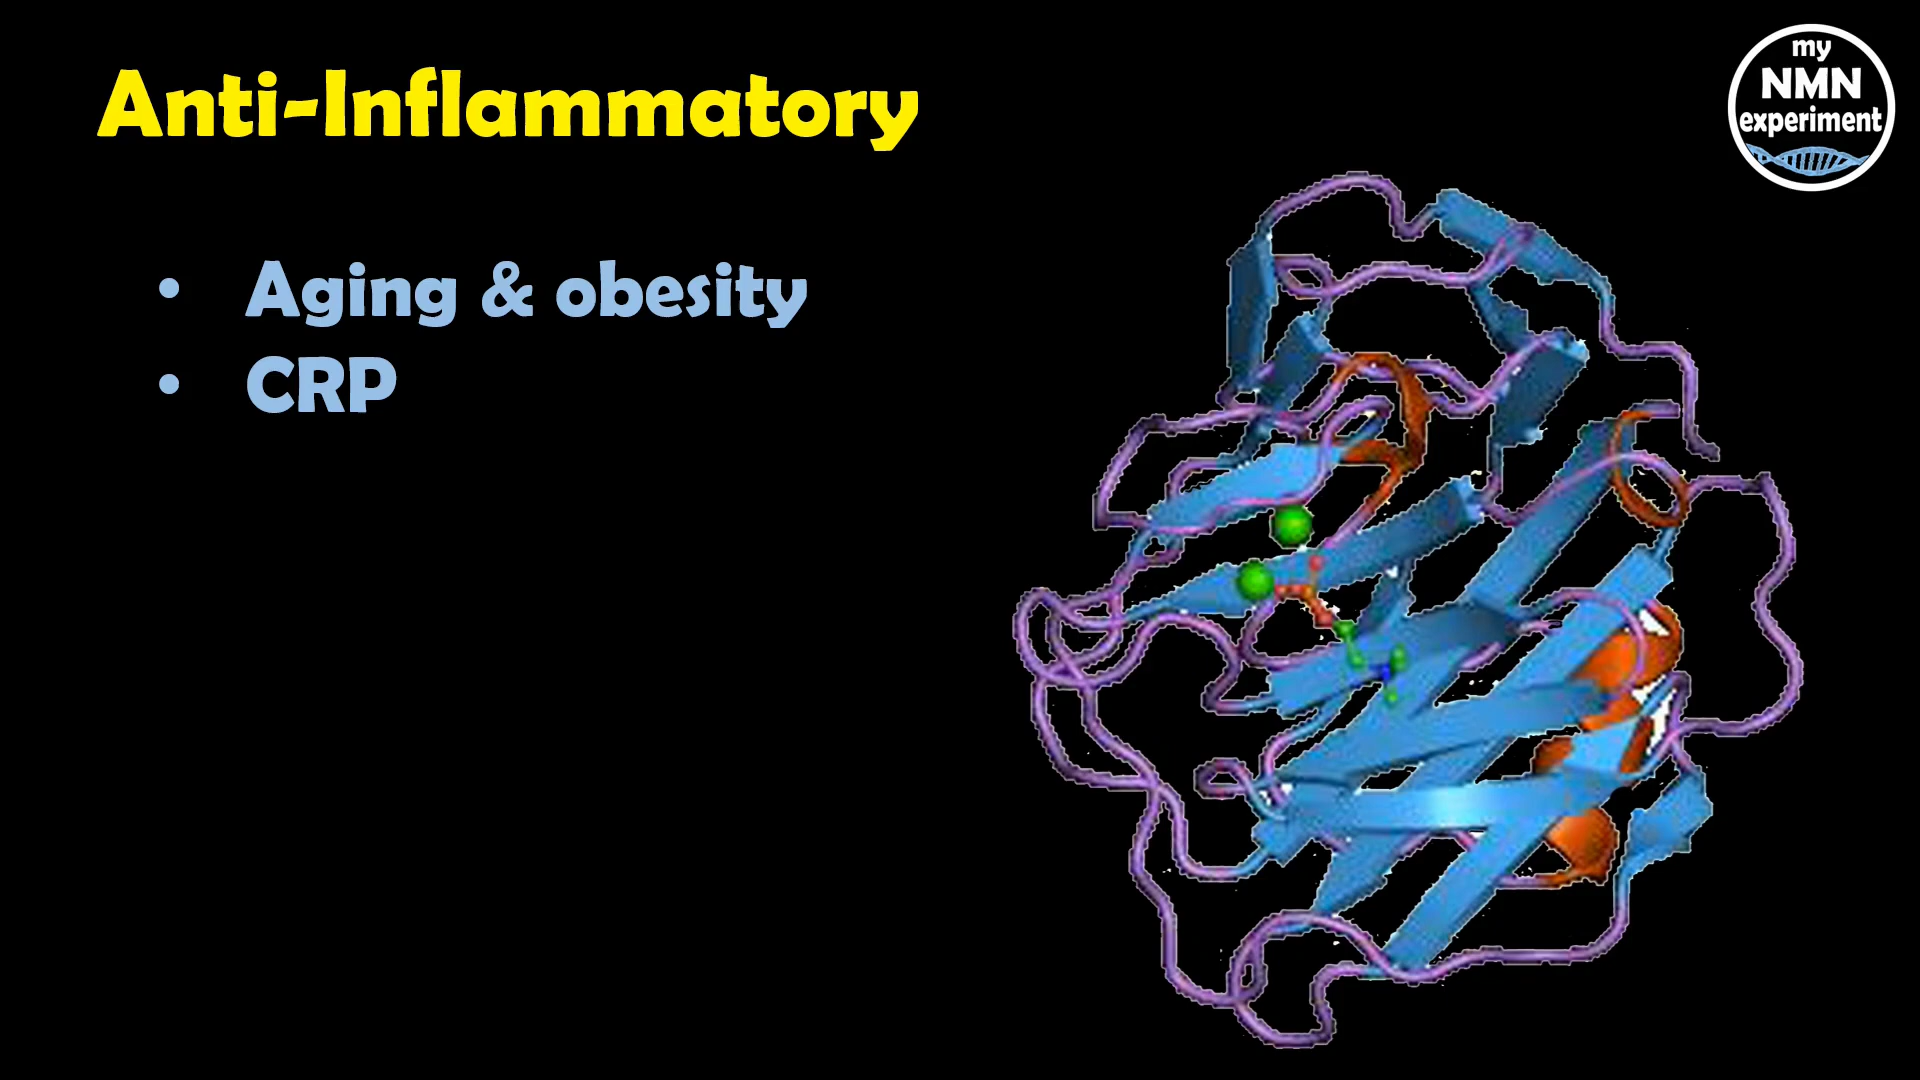 Anti-Inflammatory
my
NMN
experiment
• Aging & obesity
• CRP